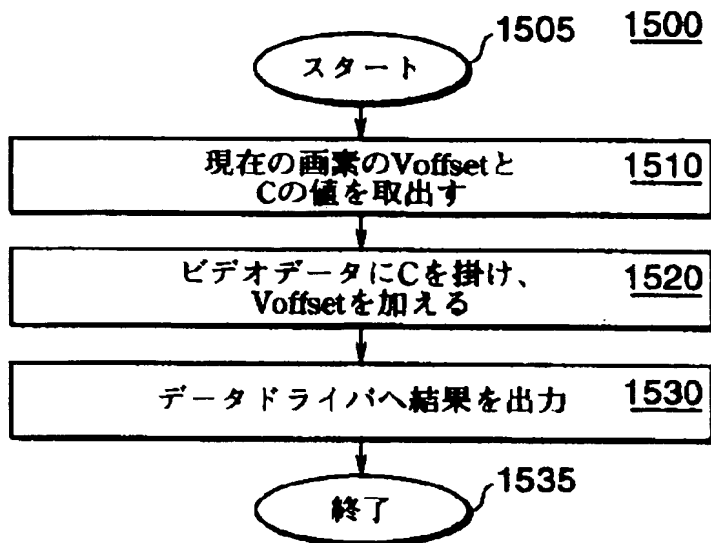 1500
1505
スタート
現在の画素のVoffsetと
Cの値を取出す
1510
ビデオデータにCを掛け、
Voffsetを加える
1520
データドライバへ結果を出力
1530
1535
終了